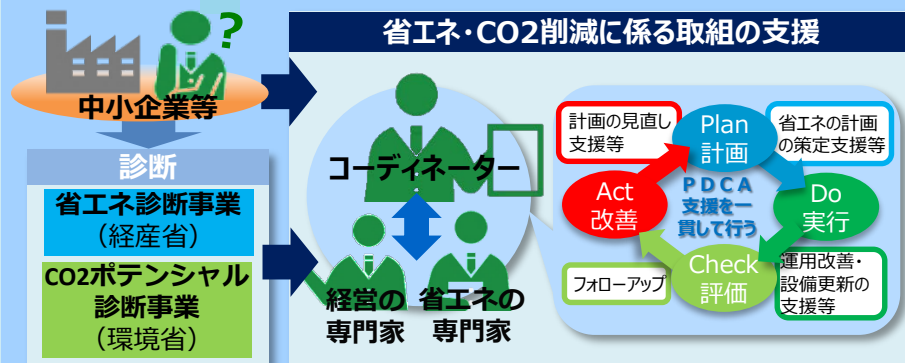 ?
省エネ・CO2削減に係る取組の支援
中小企業等
診断
省エネ診断事業
（経産省）
CO2ポテンシャル
診断事業
（環境省）
コーディネーター
経営の
専門家
省エネの
専門家
計画の見直し
支援等
Plan
計画
省エネの計画
の策定支援等
Act
改善
PDCA
支援を一
貫して行う
Do
実行
フォローアップ
Check
評価
運用改善・
設備更新の
支援等